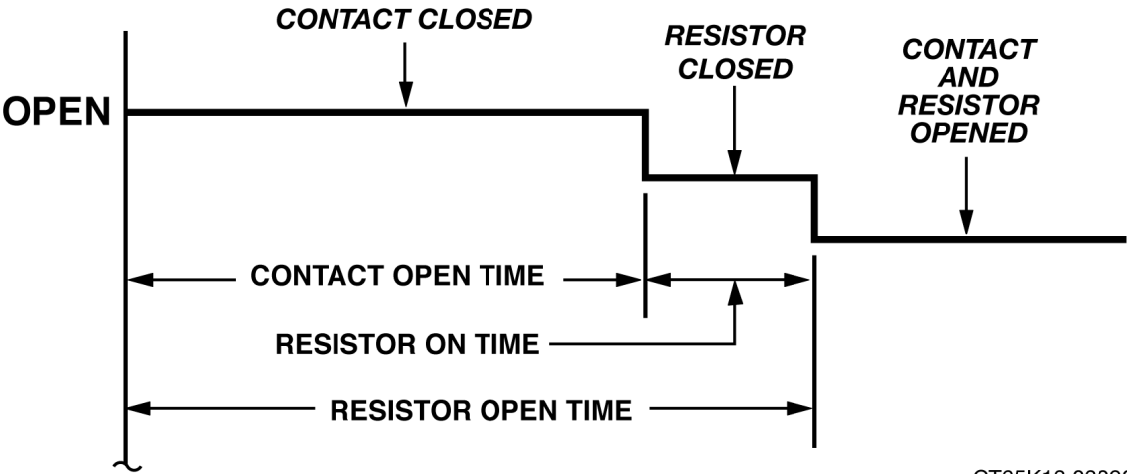 CONTACT CLOSED
RESISTOR
CLOSED
CONTACT
AND
RESISTOR
OPENED
OPEN
CONTACT OPEN TIME
RESISTOR ON TIME
RESISTOR OPEN TIME